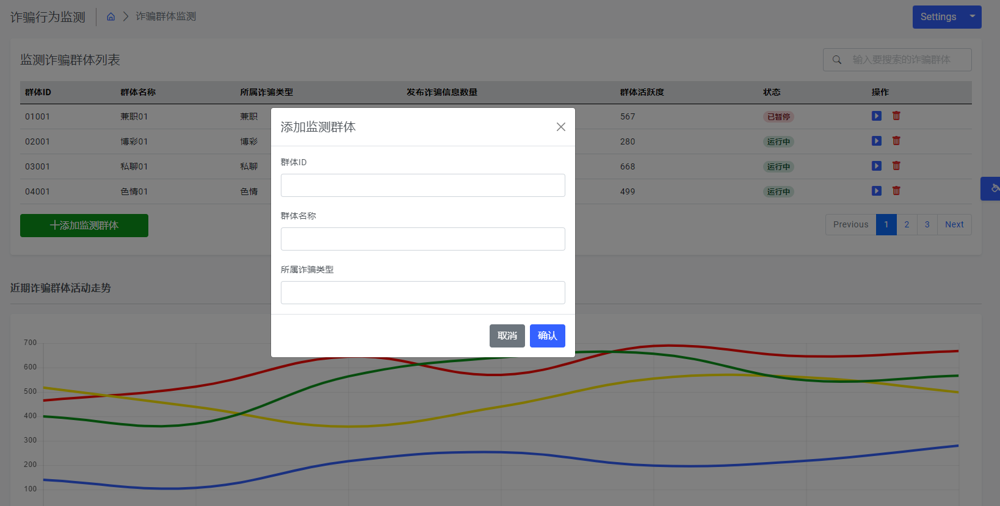 诈骗行为监测
诈骗群体监测
Settings
监测诈骗群体列表
输入要搜索的诈骗群体
群体ID 群体名称 所属诈骗类型 发布诈骗信息数量 群体活跃度 状态 操作
01001 兼职01 兼职 567 已暂停
02001 博彩01 博彩 280 运行中
03001 私聊01 私聊 668 运行中
04001 色情01 色情 499 运行中
添加监测群体
Previous 1 2 3 Next
添加监测群体
群体ID
群体名称
所属诈骗类型
取消 确认
近期诈骗群体活动走势
700
600
500
400
300
200
100